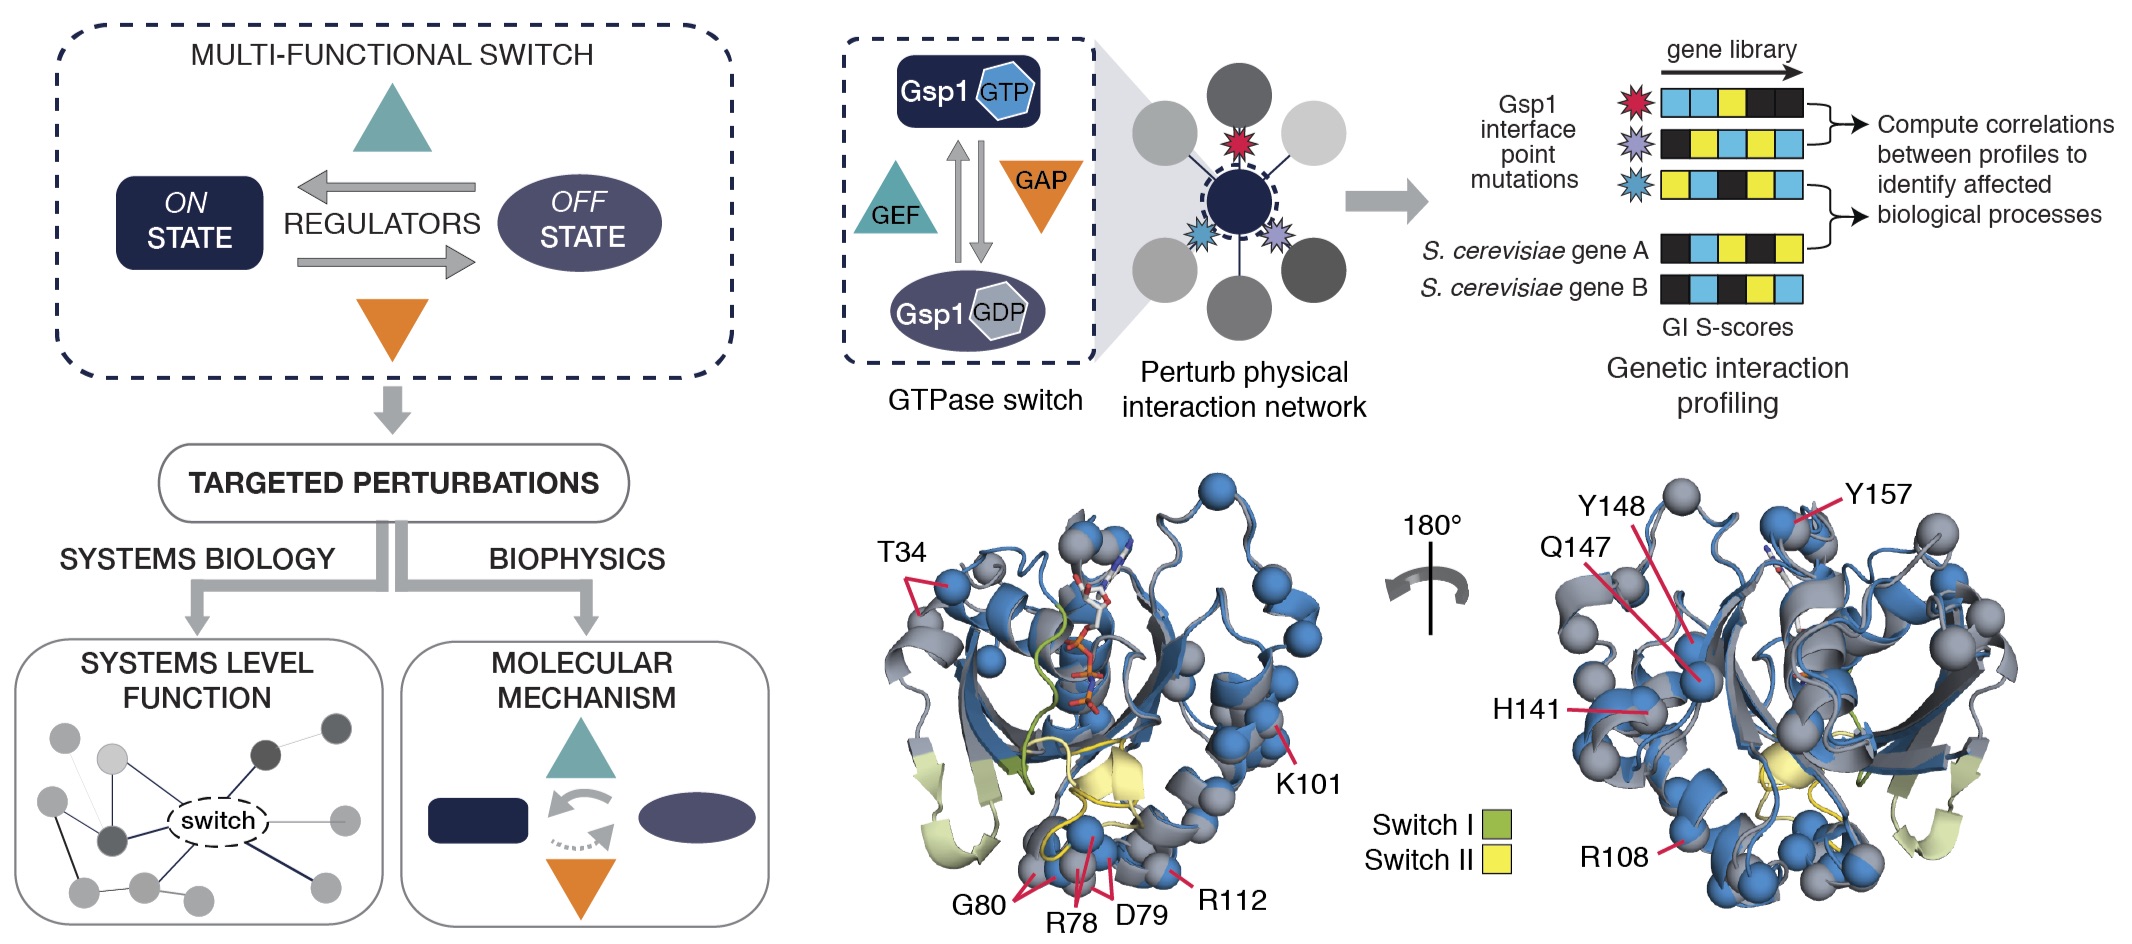 MULTI-FUNCTIONAL SWITCH
ON
STATE
REGULATORS
OFF
STATE
TARGETED PERTURBATIONS
SYSTEMS BIOLOGY
BIOPHYSICS
SYSTEMS LEVEL
FUNCTION
switch
MOLECULAR
MECHANISM
Gsp1 GTP
GEF
GAP
Gsp1 GDP
GTPase switch
Perturb physical
interaction network
gene library
Gsp1
interface
point
mutations
S. cerevisiae gene A
S. cerevisiae gene B
GI S-scores
Compute correlations
between profiles to
identify affected
biological processes
Genetic interaction
profiling
T34
K101
G80
R78
D79
R112
180°
Switch I
Switch II
Y157
Y148
Q147
H141
R108